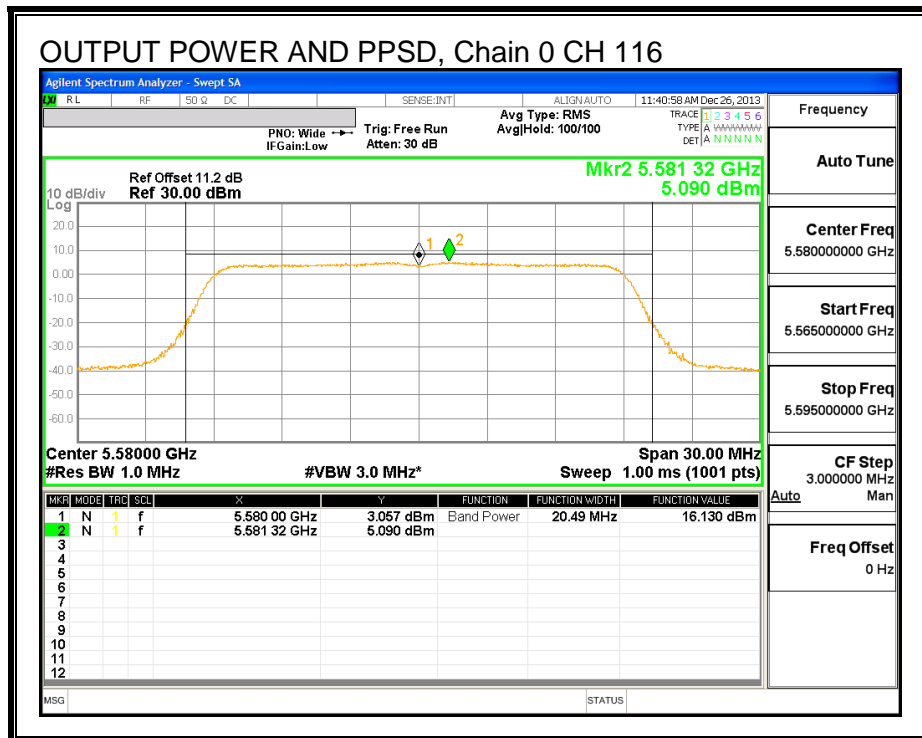 OUTPUT POWER AND PPSD, Chain 0 CH 116
Agilent Spectrum Analyzer - Swept SA
LXI RL RF 50 Ω DC SENSE:INT ALIGN AUTO 11:40:58 AM Dec 26, 2013
PNO: Wide Trig: Free Run Avg Type: RMS TRACE 1 2 3 4 5 6
IFGain:Low Atten: 30 dB Avg|Hold: 100/100 TYPE A WWWWW
DET A N N N N N
Mkr2 5.581 32 GHz
5.090 dBm
Ref Offset 11.2 dB
10 dB/div Ref 30.00 dBm
Log
20.0
10.0
0.00
-10.0
-20.0
-30.0
-40.0
-50.0
-60.0
1
2
Center 5.58000 GHz Span 30.00 MHz
#Res BW 1.0 MHz #VBW 3.0 MHz* Sweep 1.00 ms (1001 pts)
MKR MODE TRC SCL X Y FUNCTION FUNCTION WIDTH FUNCTION VALUE
1 N 1 f 5.580 00 GHz 3.057 dBm Band Power 20.49 MHz 16.130 dBm
2 N 1 f 5.581 32 GHz 5.090 dBm
3
4
5
6
7
8
9
10
11
12
MSG STATUS
Frequency
Auto Tune
Center Freq
5.580000000 GHz
Start Freq
5.565000000 GHz
Stop Freq
5.595000000 GHz
CF Step
3.000000 MHz
Auto Man
Freq Offset
0 Hz